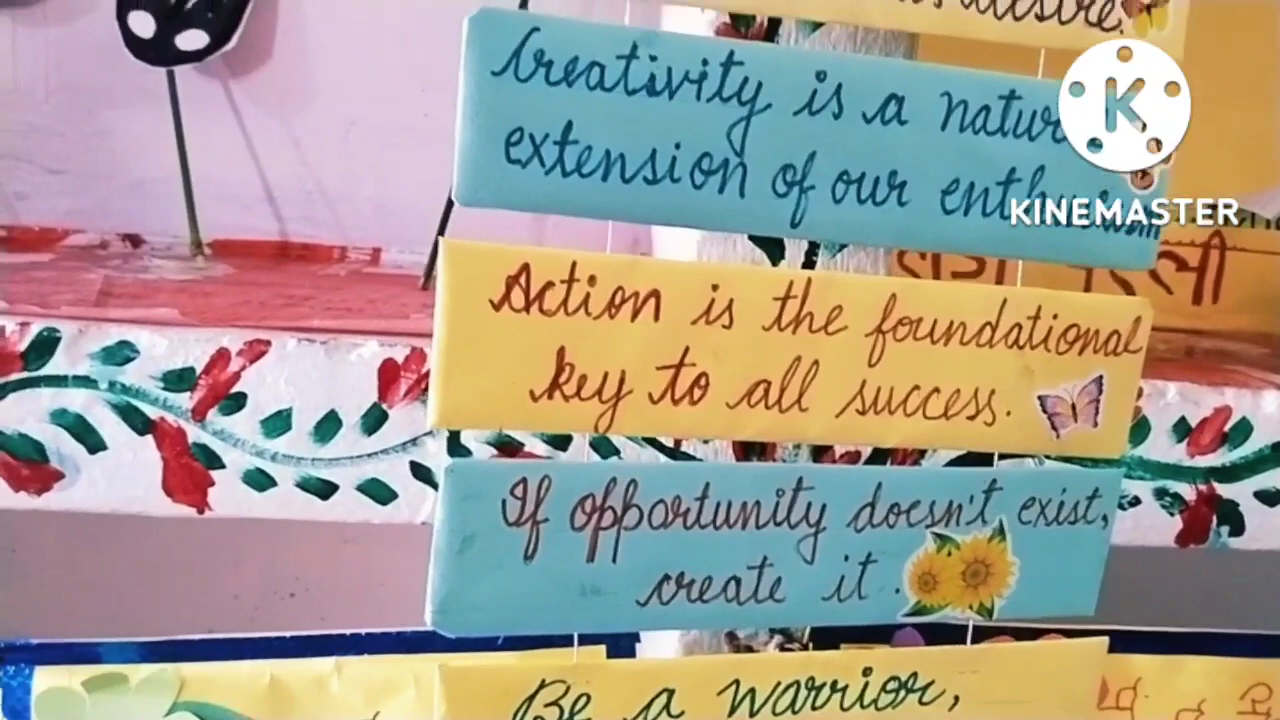 desire.
Creativity is a
extension of our
Action is the foundational
key to all success.
If opportunity doesn't exist,
create it.
Be a warrior,
K
KINEMASTER